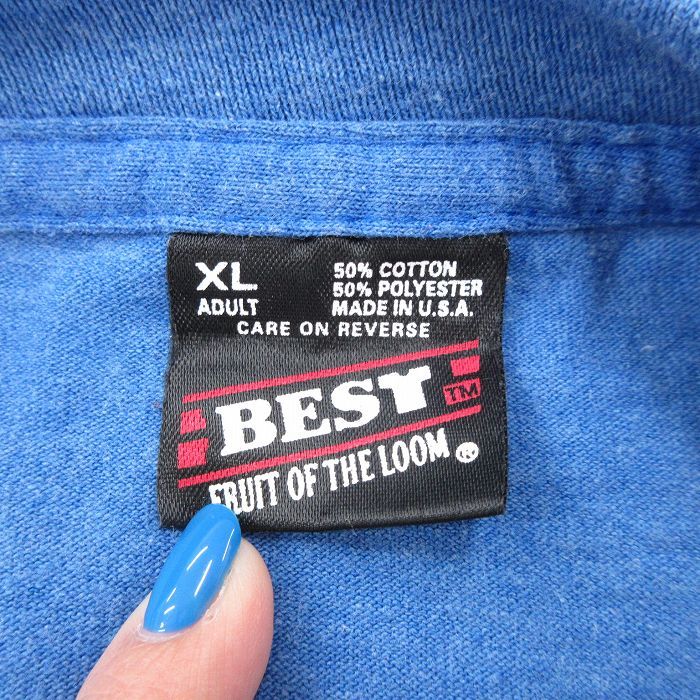 XL
ADULT
50% COTTON
50% POLYESTER
MADE IN U.S.A.
CARE ON REVERSE
BEST TM
FRUIT OF THE LOOM ®